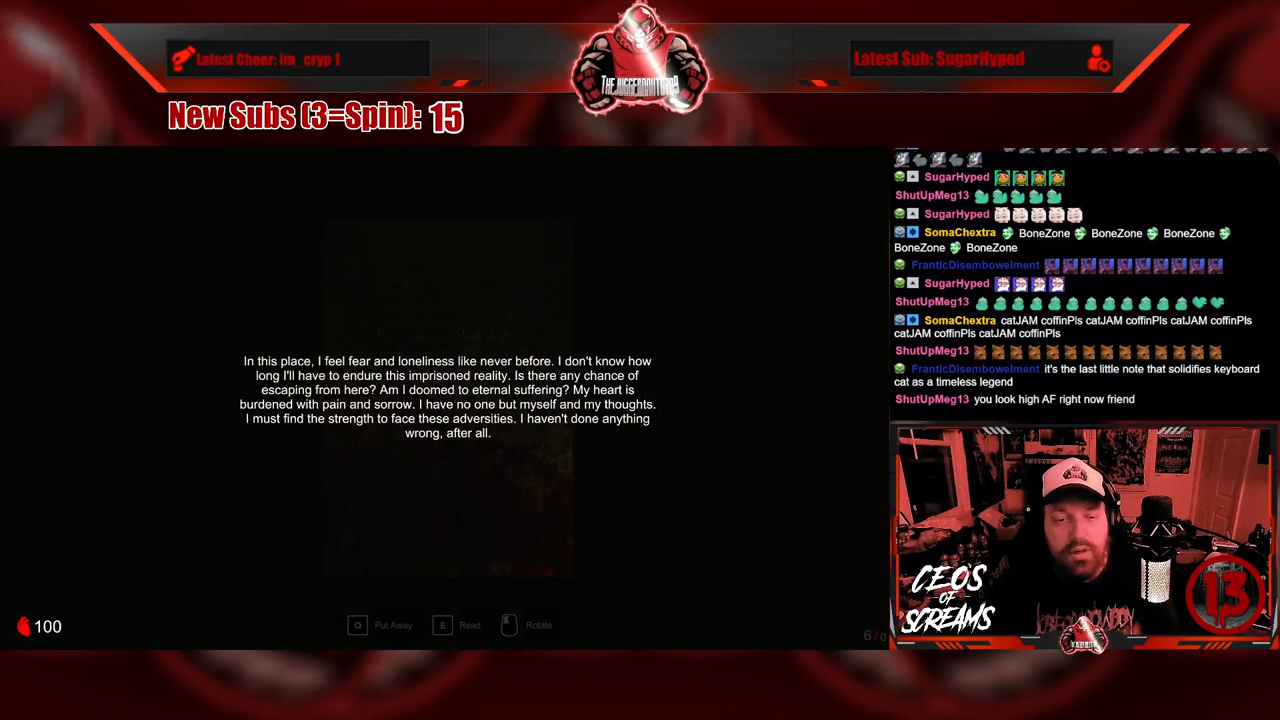 Latest Cheer: im_cryp 1
THEJUGGERNOUT8789
Latest Sub: SugarHyped
New Subs (3=Spin): 15
SugarHyped
ShutUpMeg13
SugarHyped
SomaChextra BoneZone BoneZone BoneZone
BoneZone BoneZone
FranticDisembowelment
SugarHyped
ShutUpMeg13
SomaChextra catJAM coffinPls catJAM coffinPls catJAM coffinPls
catJAM coffinPls catJAM coffinPls
ShutUpMeg13
FranticDisembowelment it's the last little note that solidifies keyboard
cat as a timeless legend
ShutUpMeg13 you look high AF right now friend
In this place, I feel fear and loneliness like never before. I don't know how
long I'll have to endure this imprisoned reality. Is there any chance of
escaping from here? Am I doomed to eternal suffering? My heart is
burdened with pain and sorrow. I have no one but myself and my thoughts.
I must find the strength to face these adversities. I haven't done anything
wrong, after all.
100
Q Put Away E Read Rotate
6/0
CEOS
OF
SCREAMS
13